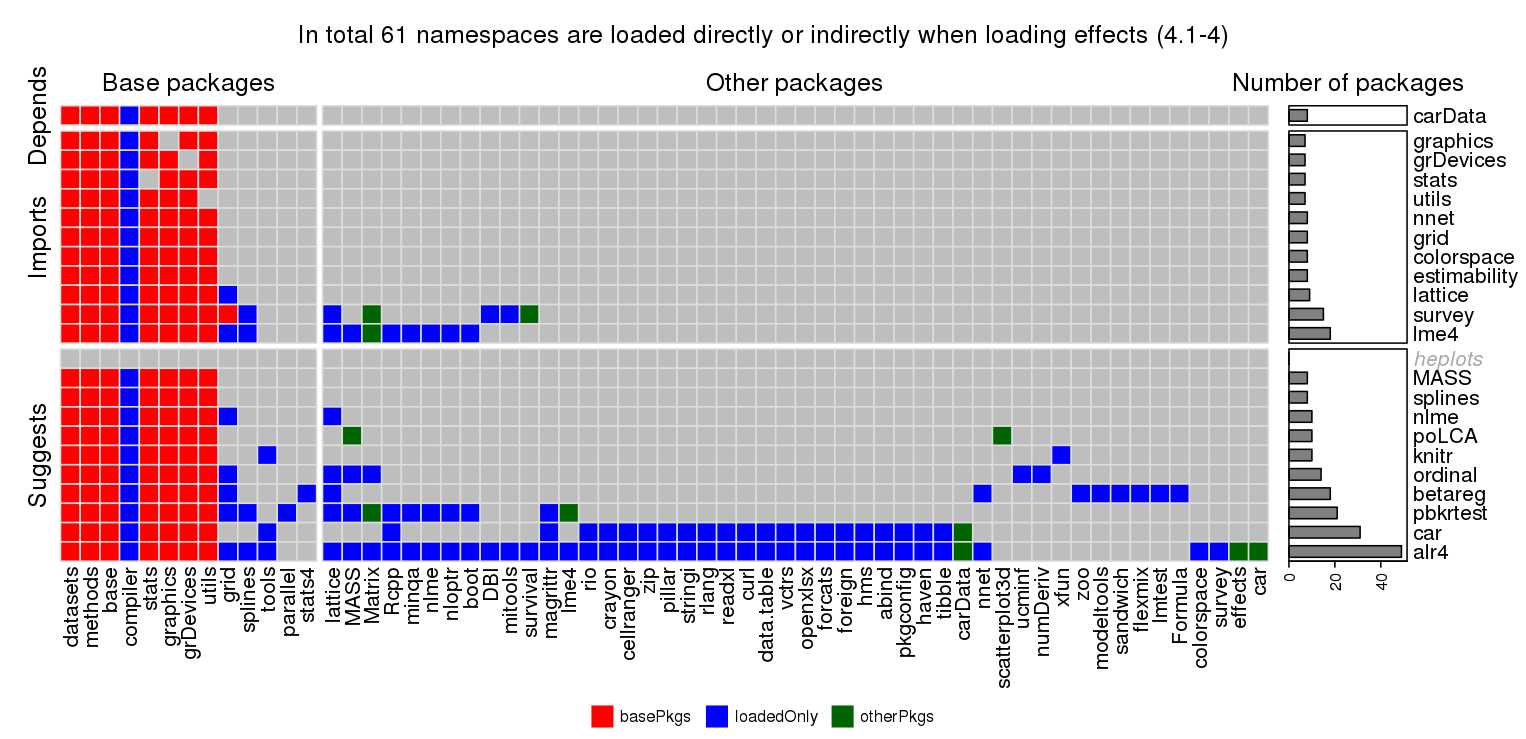 In total 61 namespaces are loaded directly or indirectly when loading effects (4.1-4)
Base packages
Other packages
Number of packages
Depends
Imports
Suggests
carData
graphics
grDevices
stats
utils
nnet
grid
colorspace
estimability
lattice
survey
lme4
heplots
MASS
splines
nlme
poLCA
knitr
ordinal
betareg
pbkrtest
car
alr4
0
20
40
datasets
methods
base
compiler
stats
graphics
grDevices
utils
grid
splines
tools
parallel
stats4
lattice
MASS
Matrix
Rcpp
minqa
nlme
nloptr
boot
DBI
mitools
survival
magrittr
lme4
rio
crayon
cellranger
zip
pillar
stringi
rlang
readxl
curl
data.table
vctrs
openxlsx
forcats
foreign
hms
abind
pkgconfig
haven
tibble
carData
scatterplot3d
nnet
ucminf
numDeriv
xfun
zoo
modeltools
sandwich
flexmix
lmtest
Formula
colorspace
survey
effects
car
basePkgs
loadedOnly
otherPkgs